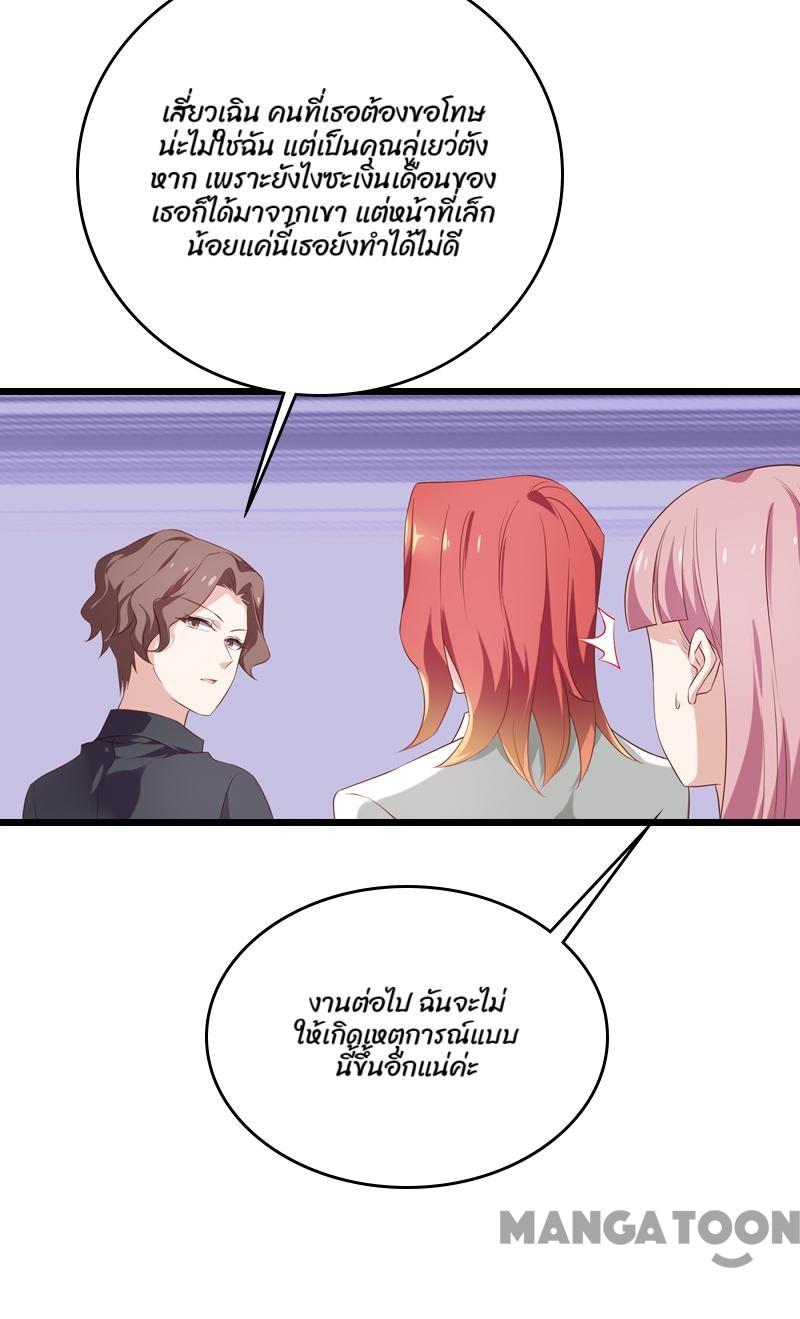 เสี่ยวเฉิน คนที่เธอต้องขอโทษ
น่ะไม่ใช่ฉัน แต่เป็นคุณลู่เยว่ตัง
หาก เพราะยังไงซะเงินเดือนของ
เธอก็ได้มาจากเขา แต่หน้าที่เล็ก
น้อยแค่นี้เธอยังทำได้ไม่ดี
งานต่อไป ฉันจะไม่
ให้เกิดเหตุการณ์แบบ
นี้ขึ้นอีกแน่ค่ะ
MANGATOON